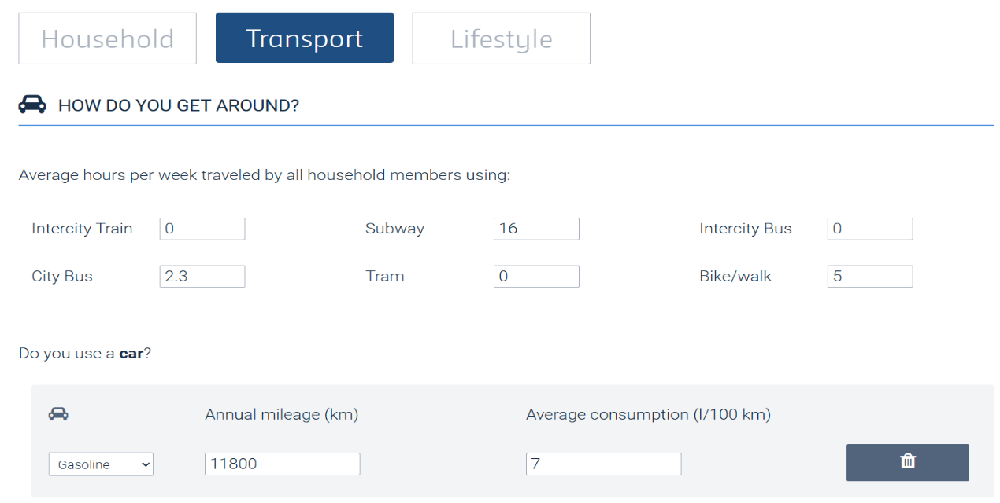 Household Transport Lifestyle
HOW DO YOU GET AROUND?
Average hours per week traveled by all household members using:
Intercity Train 0 Subway 16 Intercity Bus 0
City Bus 2.3 Tram 0 Bike/walk 5
Do you use a car?
Annual mileage (km) Average consumption (l/100 km)
Gasoline 11800 7